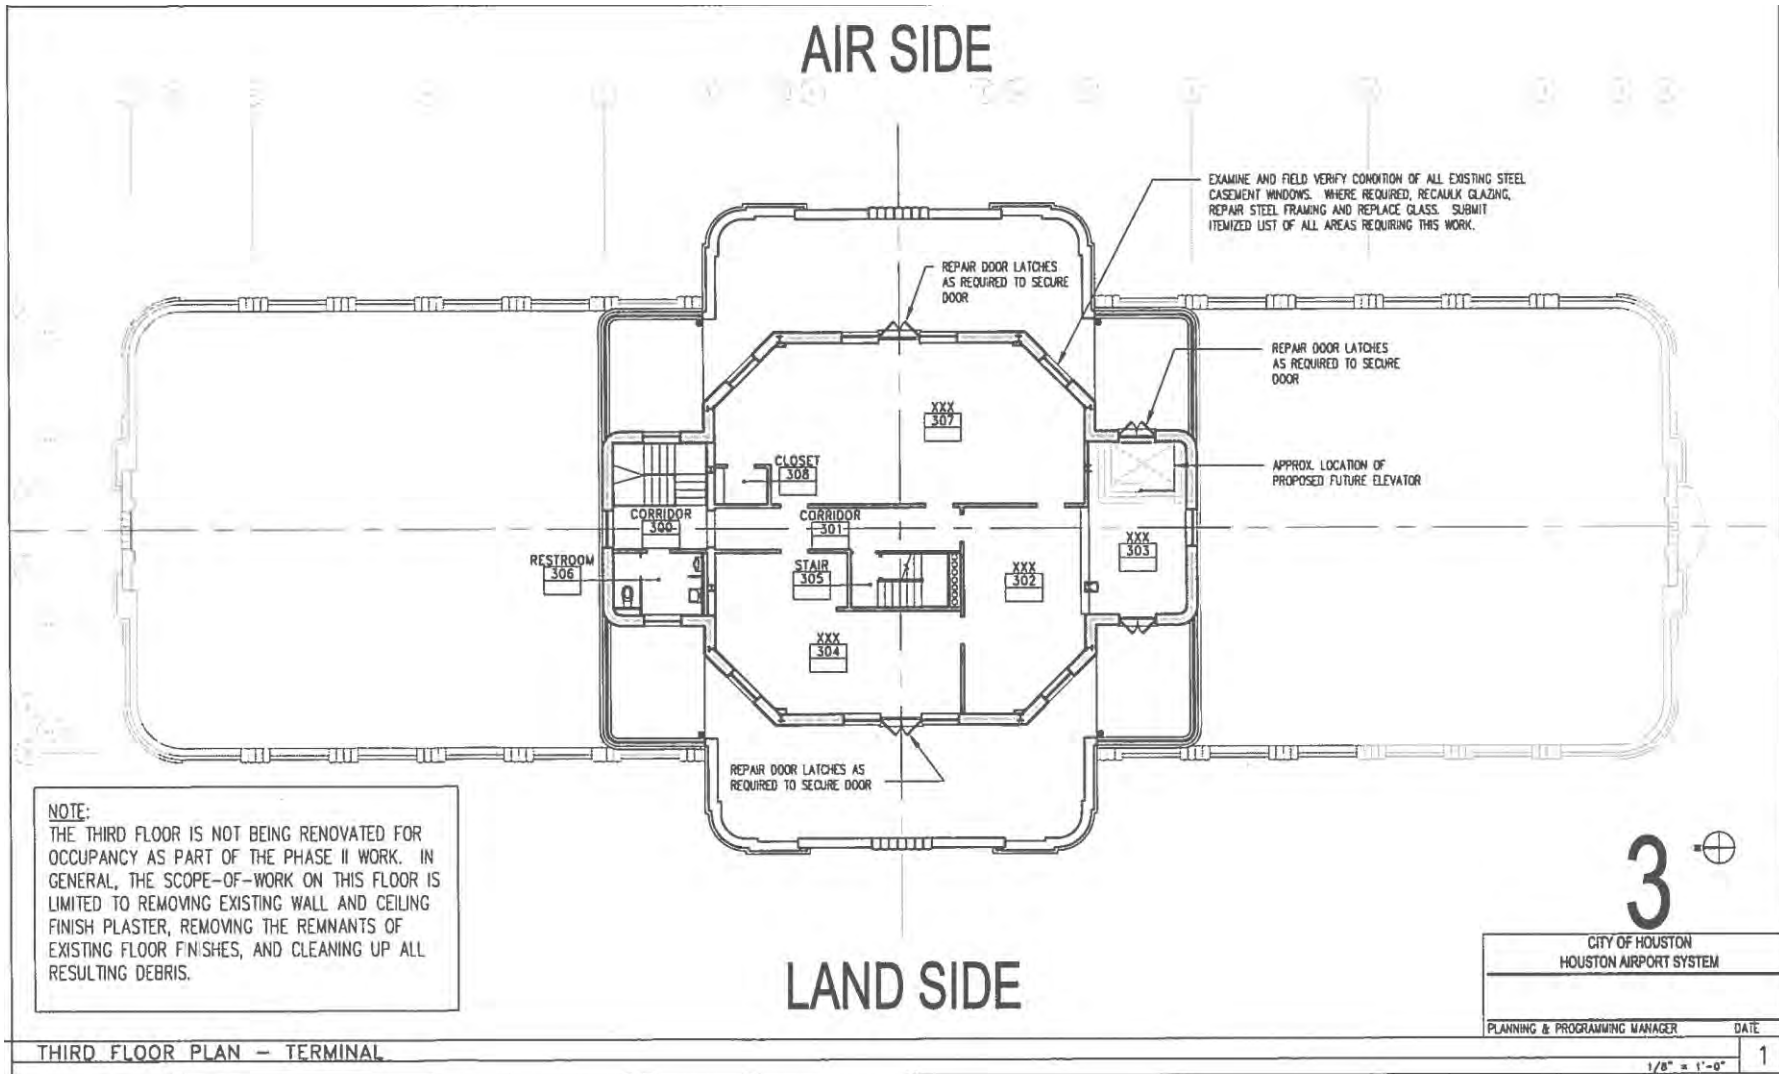 AIR SIDE
EXAMINE AND FIELD VERIFY CONDITION OF ALL EXISTING STEEL
CASEMENT WINDOWS. WHERE REQUIRED, RECAULK GLAZING,
REPAIR STEEL FRAMING AND REPLACE GLASS. SUBMIT
ITEMIZED LIST OF ALL AREAS REQUIRING THIS WORK.
REPAIR DOOR LATCHES
AS REQUIRED TO SECURE
DOOR
REPAIR DOOR LATCHES
AS REQUIRED TO SECURE
DOOR
XXX
307
CLOSET
308
APPROX. LOCATION OF
PROPOSED FUTURE ELEVATOR
CORRIDOR
300
CORRIDOR
301
XXX
303
RESTROOM
306
STAIR
305
XXX
302
XXX
304
REPAIR DOOR LATCHES AS
REQUIRED TO SECURE DOOR
NOTE:
THE THIRD FLOOR IS NOT BEING RENOVATED FOR
OCCUPANCY AS PART OF THE PHASE II WORK. IN
GENERAL, THE SCOPE-OF-WORK ON THIS FLOOR IS
LIMITED TO REMOVING EXISTING WALL AND CEILING
FINISH PLASTER, REMOVING THE REMNANTS OF
EXISTING FLOOR FINISHES, AND CLEANING UP ALL
RESULTING DEBRIS.
LAND SIDE
3
CITY OF HOUSTON
HOUSTON AIRPORT SYSTEM
PLANNING & PROGRAMMING MANAGER DATE
THIRD FLOOR PLAN - TERMINAL
1/8" = 1'-0"
1